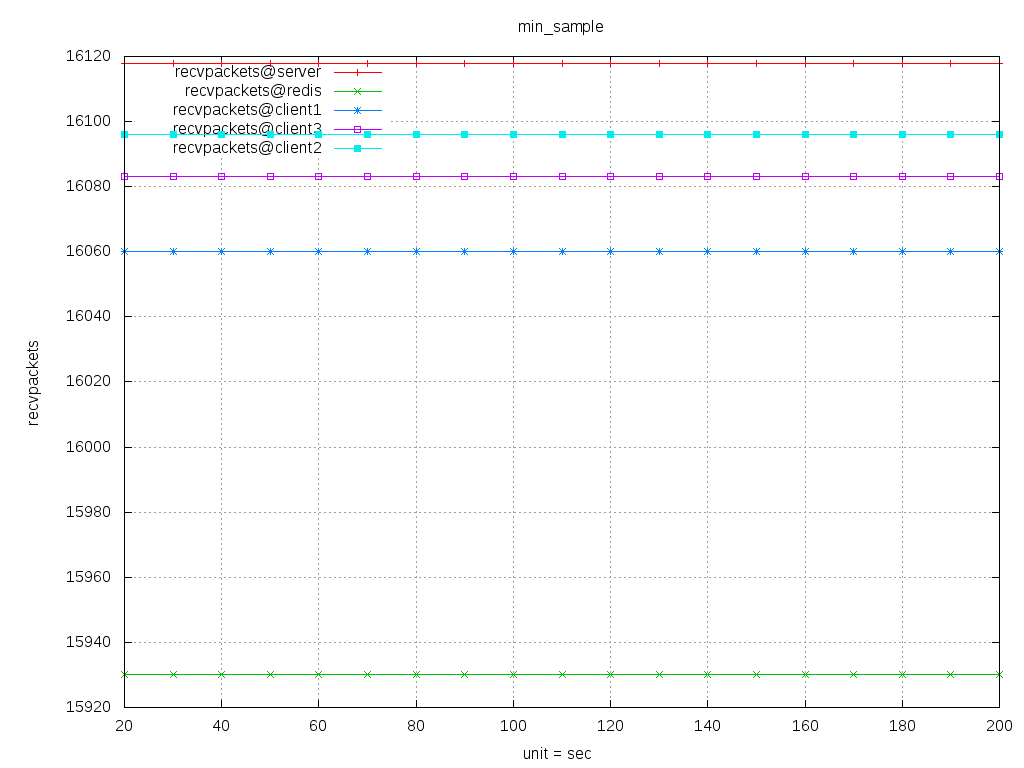 min_sample
16120
16100
16080
16060
16040
16020
16000
15980
15960
15940
15920
recvpackets
recvpackets@server
recvpackets@redis
recvpackets@client1
recvpackets@client3
recvpackets@client2
20 40 60 80 100 120 140 160 180 200
unit = sec